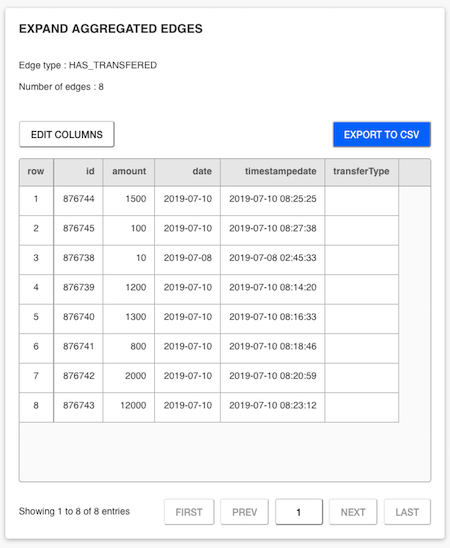 EXPAND AGGREGATED EDGES
Edge type : HAS_TRANSFERED
Number of edges : 8
EDIT COLUMNS EXPORT TO CSV
row id amount date timestampedate transferType
1 876744 1500 2019-07-10 2019-07-10 08:25:25
2 876745 100 2019-07-10 2019-07-10 08:27:38
3 876738 10 2019-07-08 2019-07-08 02:45:33
4 876739 1200 2019-07-10 2019-07-10 08:14:20
5 876740 1300 2019-07-10 2019-07-10 08:16:33
6 876741 800 2019-07-10 2019-07-10 08:18:46
7 876742 2000 2019-07-10 2019-07-10 08:20:59
8 876743 12000 2019-07-10 2019-07-10 08:23:12
Showing 1 to 8 of 8 entries FIRST PREV 1 NEXT LAST